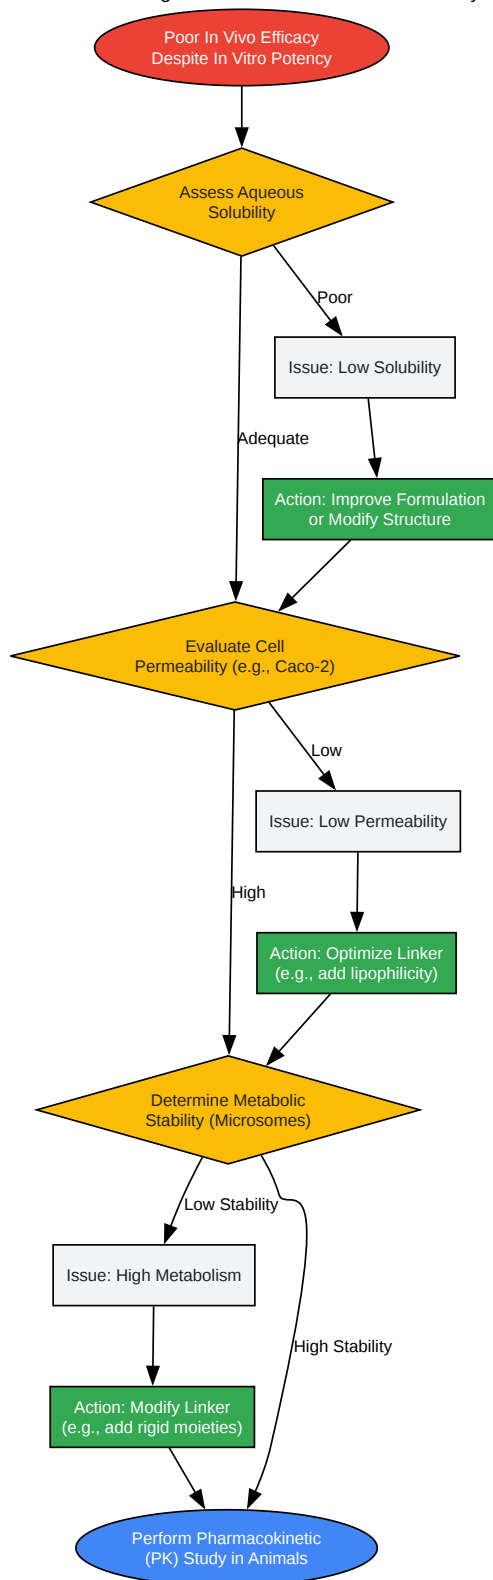 Poor In Vivo Efficacy
Despite In Vitro Potency
Assess Aqueous
Solubility
Poor
Issue: Low Solubility
Adequate
Action: Improve Formulation
or Modify Structure
Evaluate Cell
Permeability (e.g., Caco-2)
Low
Issue: Low Permeability
High
Action: Optimize Linker
(e.g., add lipophilicity)
Determine Metabolic
Stability (Microsomes)
Low Stability
Issue: High Metabolism
High Stability
Action: Modify Linker
(e.g., add rigid moieties)
Perform Pharmacokinetic
(PK) Study in Animals